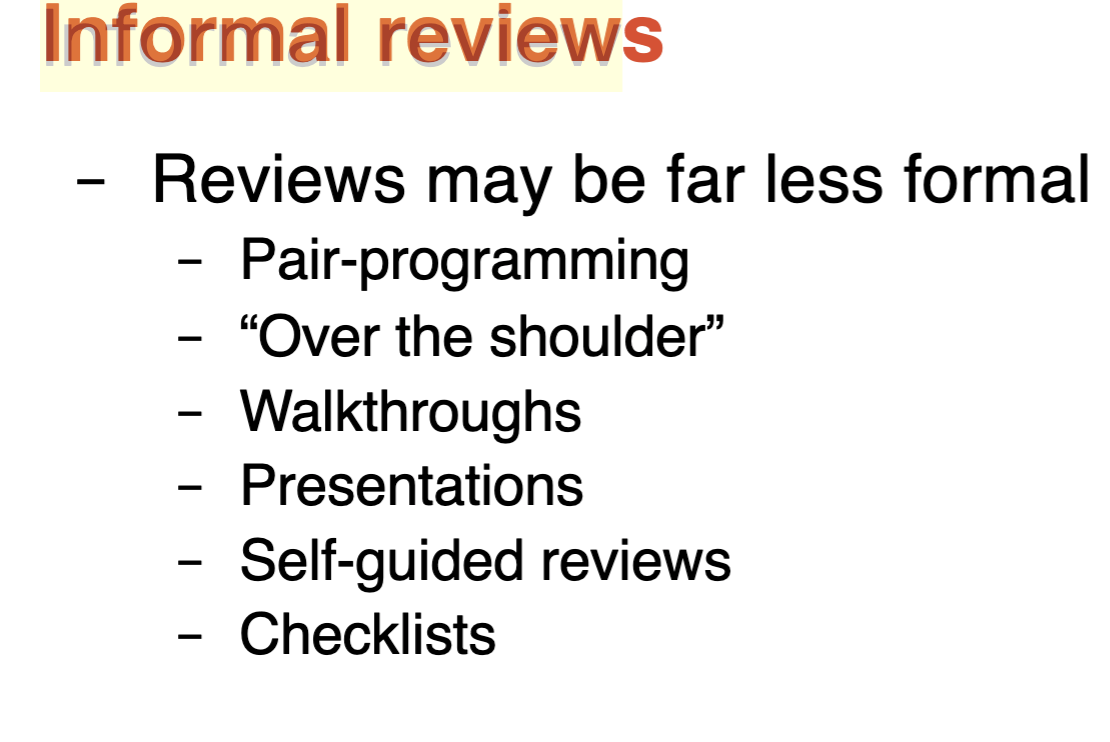 Informal reviews
– Reviews may be far less formal
– Pair-programming
– “Over the shoulder”
– Walkthroughs
– Presentations
– Self-guided reviews
– Checklists